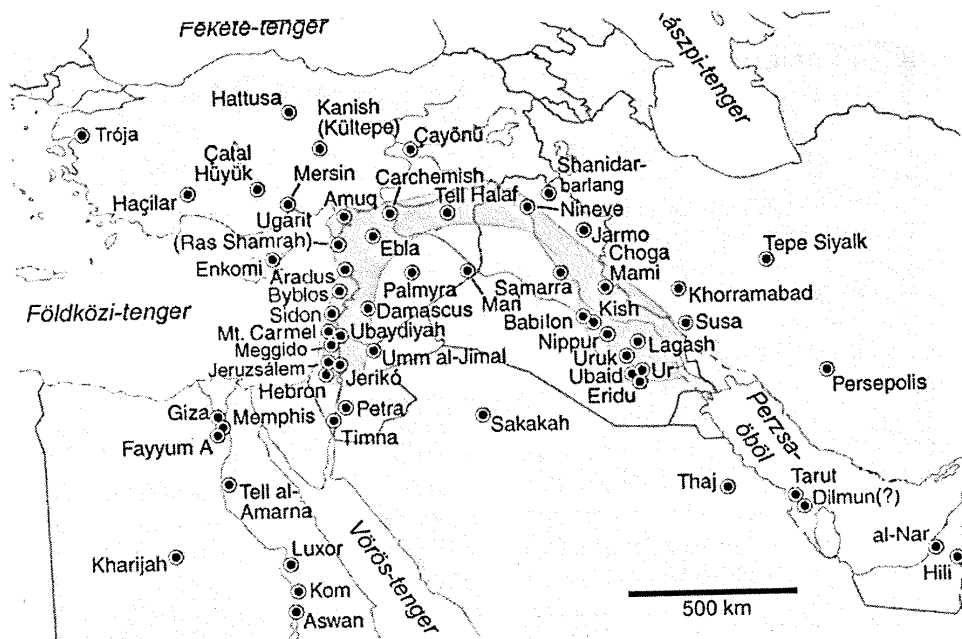 Fekete-tenger
Kászpi-tenger
Hattusa
Kanish
(Kültepe)
Trója
Çayönü
Çatal
Hüyük
Mersin
Carchemish
Shanidar-
barlang
Haçilar
Amuq
Tell Halaf
Nineve
Ugarit
(Ras Shamrah)
Ebla
Jarmo
Tepe Siyalk
Choga
Mami
Enkomi
Aradus
Palmyra
Samarra
Khorramabad
Byblos
Man
Földközi-tenger
Sidon
Damascus
Kish
Babilon
Susa
Mt. Carmel
Ubaydiyah
Nippur
Lagash
Meggido
Umm al-Jimal
Uruk
Jeruzsálem
Jerikó
Ubaid
Ur
Persepolis
Hebron
Eridu
Giza
Memphis
Petra
Sakakah
Perzsa-
öböl
Fayyum A
Timna
Tell al-
Amarna
Thaj
Tarut
Dilmun(?)
Vörös-tenger
al-Nar
Kharijah
Luxor
Hili
Kom
500 km
Aswan